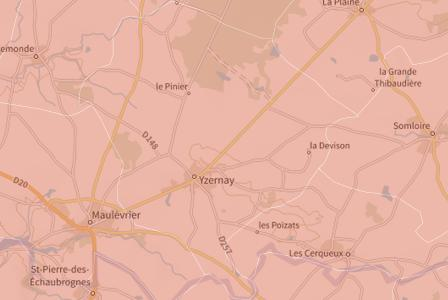 La Plaine
emonde
la Grande
Thibaudière
le Pinier
Somloire
D148
la Devison
Yzernay
D20
Maulévrier
les Poizats
D157
Les Cerqueux
St-Pierre-des-
Échaubrognes